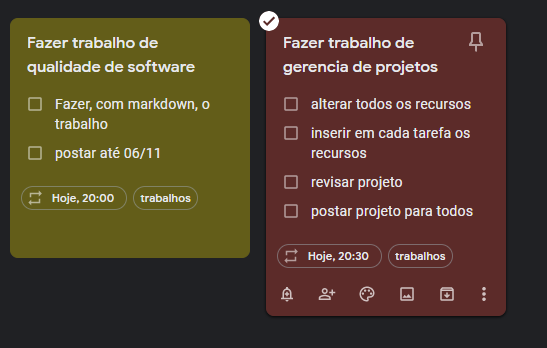 Fazer trabalho de
qualidade de software
Fazer, com markdown, o
trabalho
postar até 06/11
Hoje, 20:00
trabalhos
Fazer trabalho de
gerencia de projetos
alterar todos os recursos
inserir em cada tarefa os
recursos
revisar projeto
postar projeto para todos
Hoje, 20:30
trabalhos